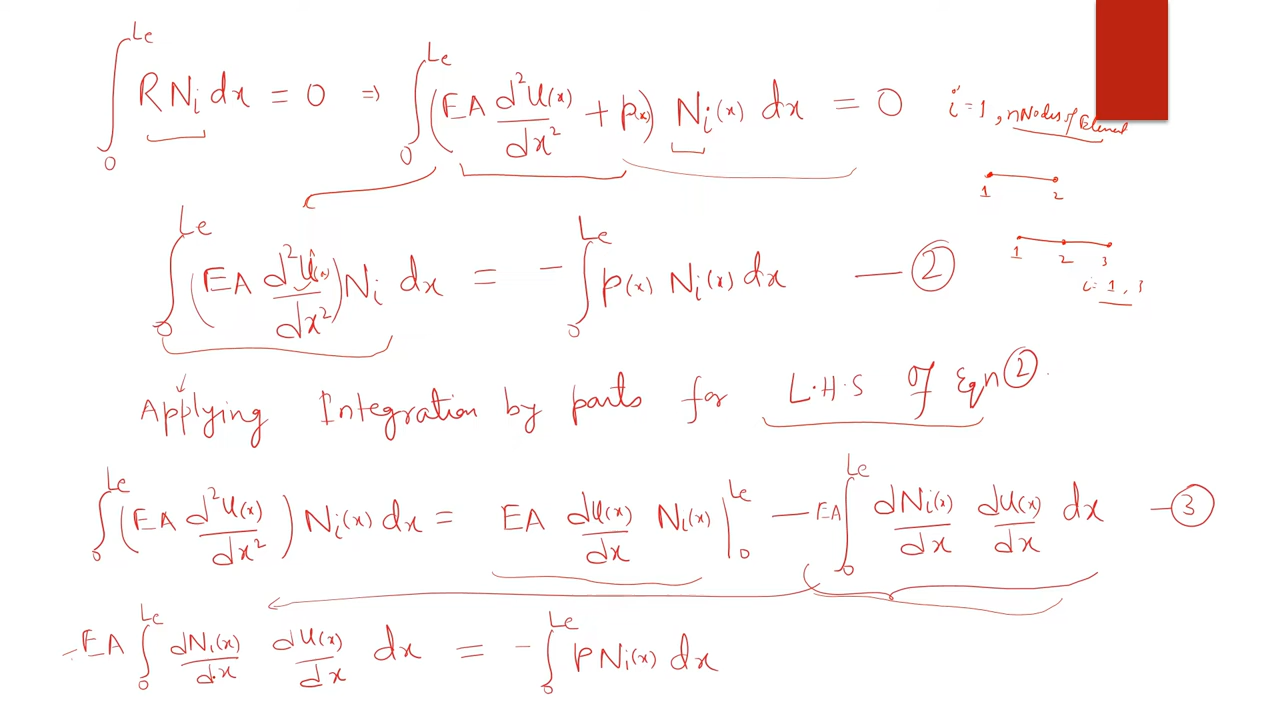 ∫₀^Le R Nᵢ dx = 0 ⇒ ∫₀^Le (EA d²u(x)/dx² + p(x)) Nᵢ(x) dx = 0 i = 1, nNodes of Element
1 2
∫₀^Le (EA d²û(x)/dx²) Nᵢ dx = − ∫₀^Le p(x) Nᵢ(x) dx — ②
1 2 3
i = 1, 3
Applying Integration by parts for L.H.S of Eqn ②.
∫₀^Le (EA d²u(x)/dx²) Nᵢ(x) dx = EA du(x)/dx Nᵢ(x) |₀^Le — EA ∫₀^Le dNᵢ(x)/dx du(x)/dx dx — ③
− EA ∫₀^Le dNᵢ(x)/dx du(x)/dx dx = − ∫₀^Le p Nᵢ(x) dx